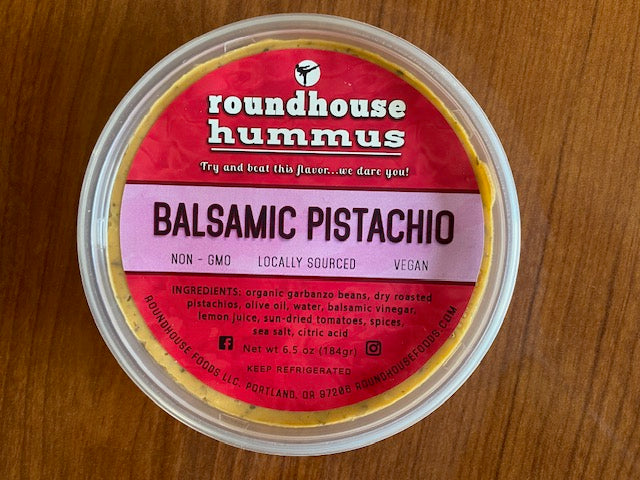 roundhouse
hummus
Try and beat this flavor...we dare you!
BALSAMIC PISTACHIO
NON - GMO LOCALLY SOURCED VEGAN
INGREDIENTS: organic garbanzo beans, dry roasted
pistachios, olive oil, water, balsamic vinegar,
lemon juice, sun-dried tomatoes, spices,
sea salt, citric acid
Net wt 6.5 oz (184gr)
KEEP REFRIGERATED
ROUNDHOUSE FOODS LLC. PORTLAND, OR 97206 ROUNDHOUSEFOODS.COM